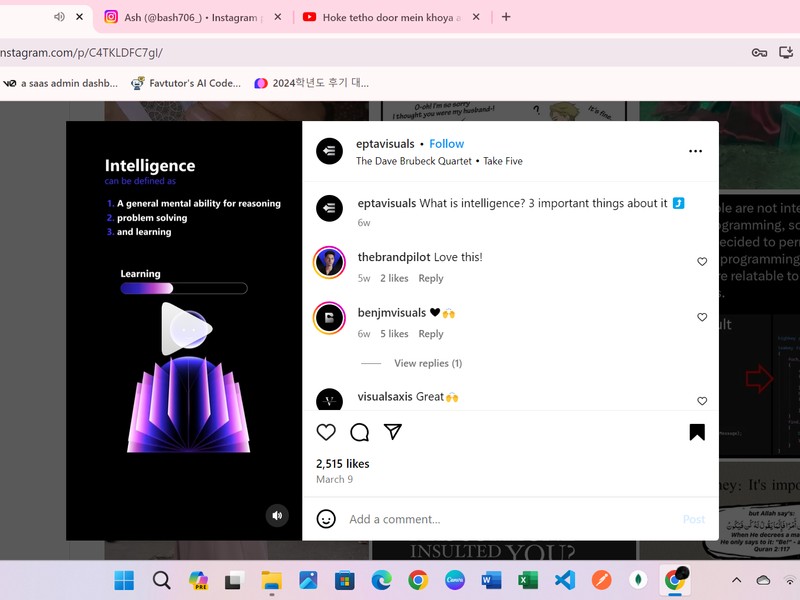 Ash (@bash706_) • Instagram
Hoke tetho door mein khoya a
nstagram.com/p/C4TKLDFC7gI/
a saas admin dashb...
Favtutor's AI Code...
2024학년도 후기 대...
O-oh! I'm so sorry
I thought you were my husband-!
?
It's fine.
Intelligence
can be defined as
1. A general mental ability for reasoning
2. problem solving
3. and learning
Learning
eptavisuals • Follow
The Dave Brubeck Quartet • Take Five
eptavisuals What is intelligence? 3 important things about it ⤴️
6w
thebrandpilot Love this!
5w 2 likes Reply
benjmvisuals 🖤🙌
6w 5 likes Reply
View replies (1)
visualsaxis Great🙌
2,515 likes
March 9
Add a comment...
Post
ple are not inte
gramming, so
ecided to per
programming
re relatable to
s.
ult
ney: It's impo
but Allah say's:
When He decrees a ma
He only says to it: "Be!" - a
Quran 2:117
INSULTED YOU?
PRE
Canva